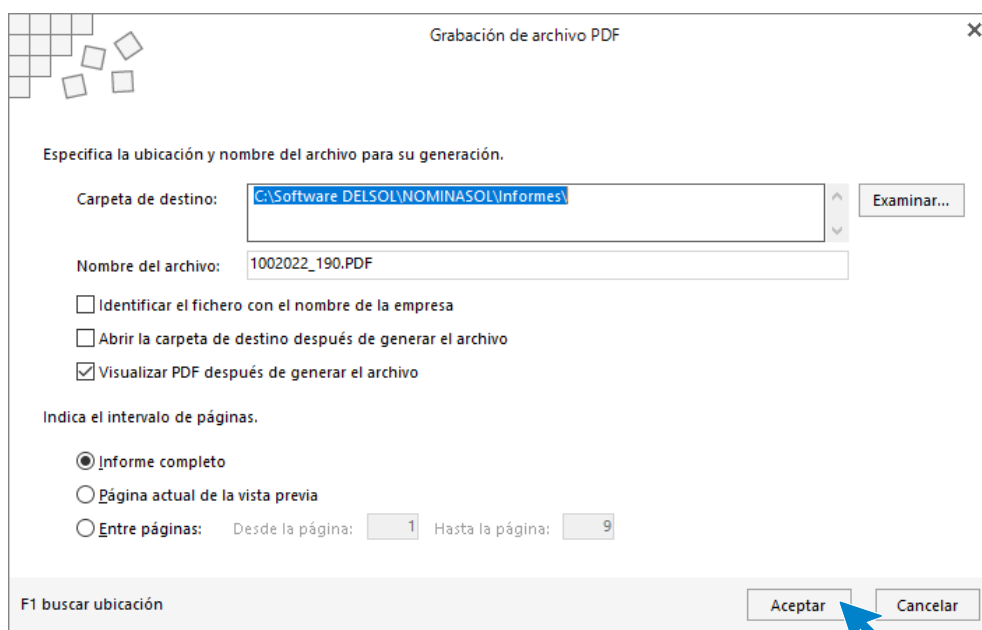 Grabación de archivo PDF
Especifica la ubicación y nombre del archivo para su generación.
Carpeta de destino: C:\Software DELSOL\NOMINASOL\Informes\ Examinar...
Nombre del archivo: 1002022_190.PDF
Identificar el fichero con el nombre de la empresa
Abrir la carpeta de destino después de generar el archivo
Visualizar PDF después de generar el archivo
Indica el intervalo de páginas.
Informe completo
Página actual de la vista previa
Entre páginas: Desde la página: 1 Hasta la página: 9
F1 buscar ubicación Aceptar Cancelar